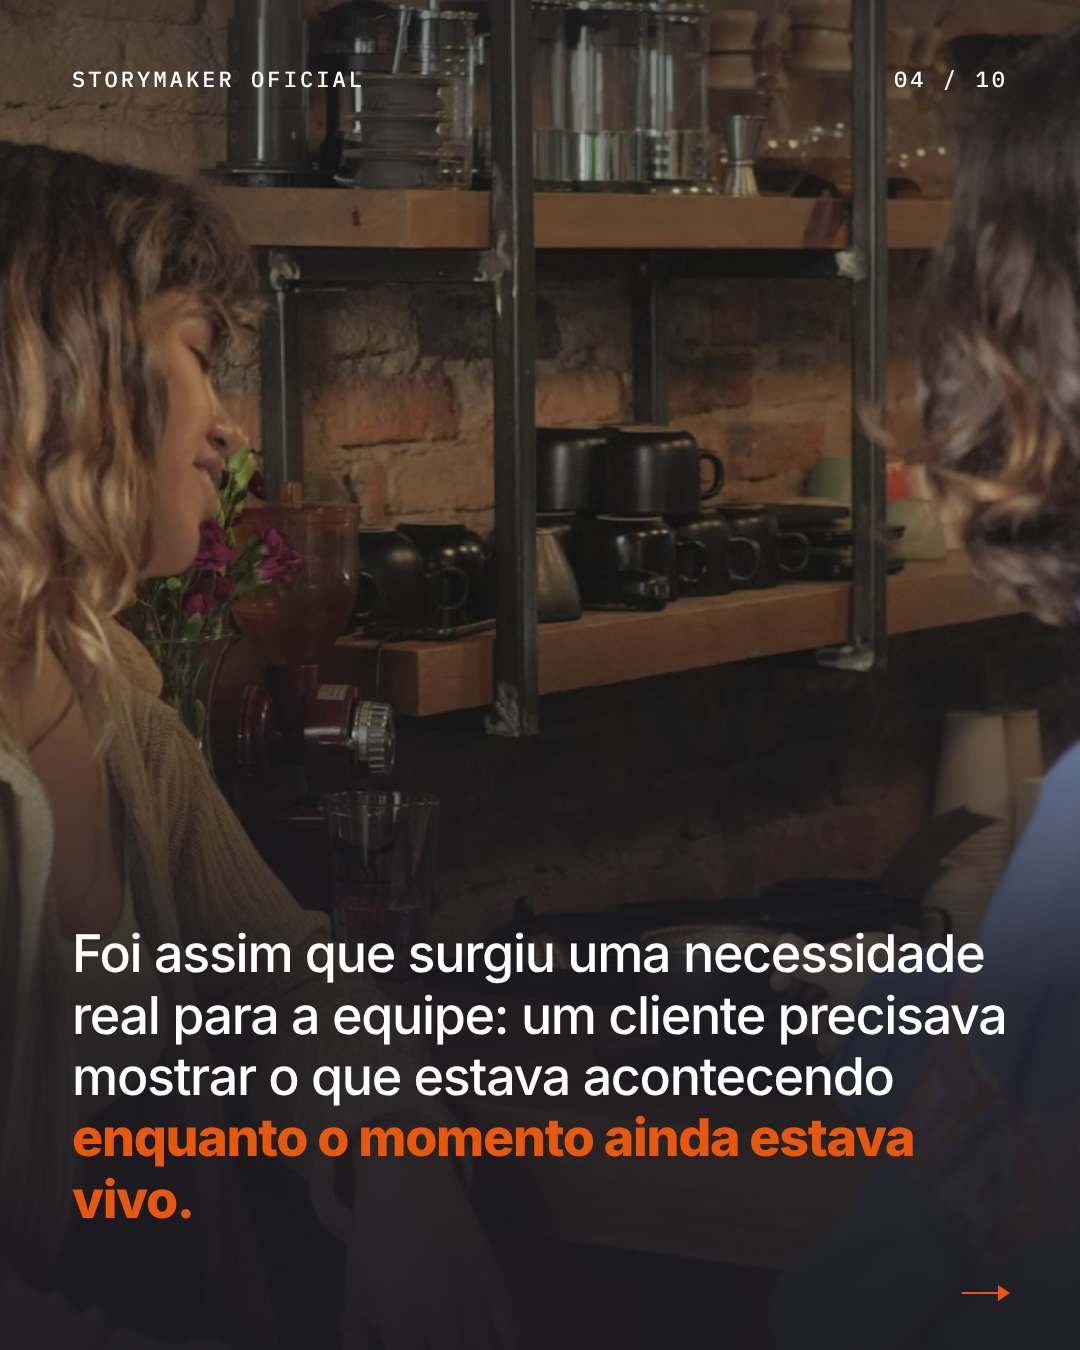 STORYMAKER OFICIAL
04 / 10
Foi assim que surgiu uma necessidade
real para a equipe: um cliente precisava
mostrar o que estava acontecendo
enquanto o momento ainda estava
vivo.